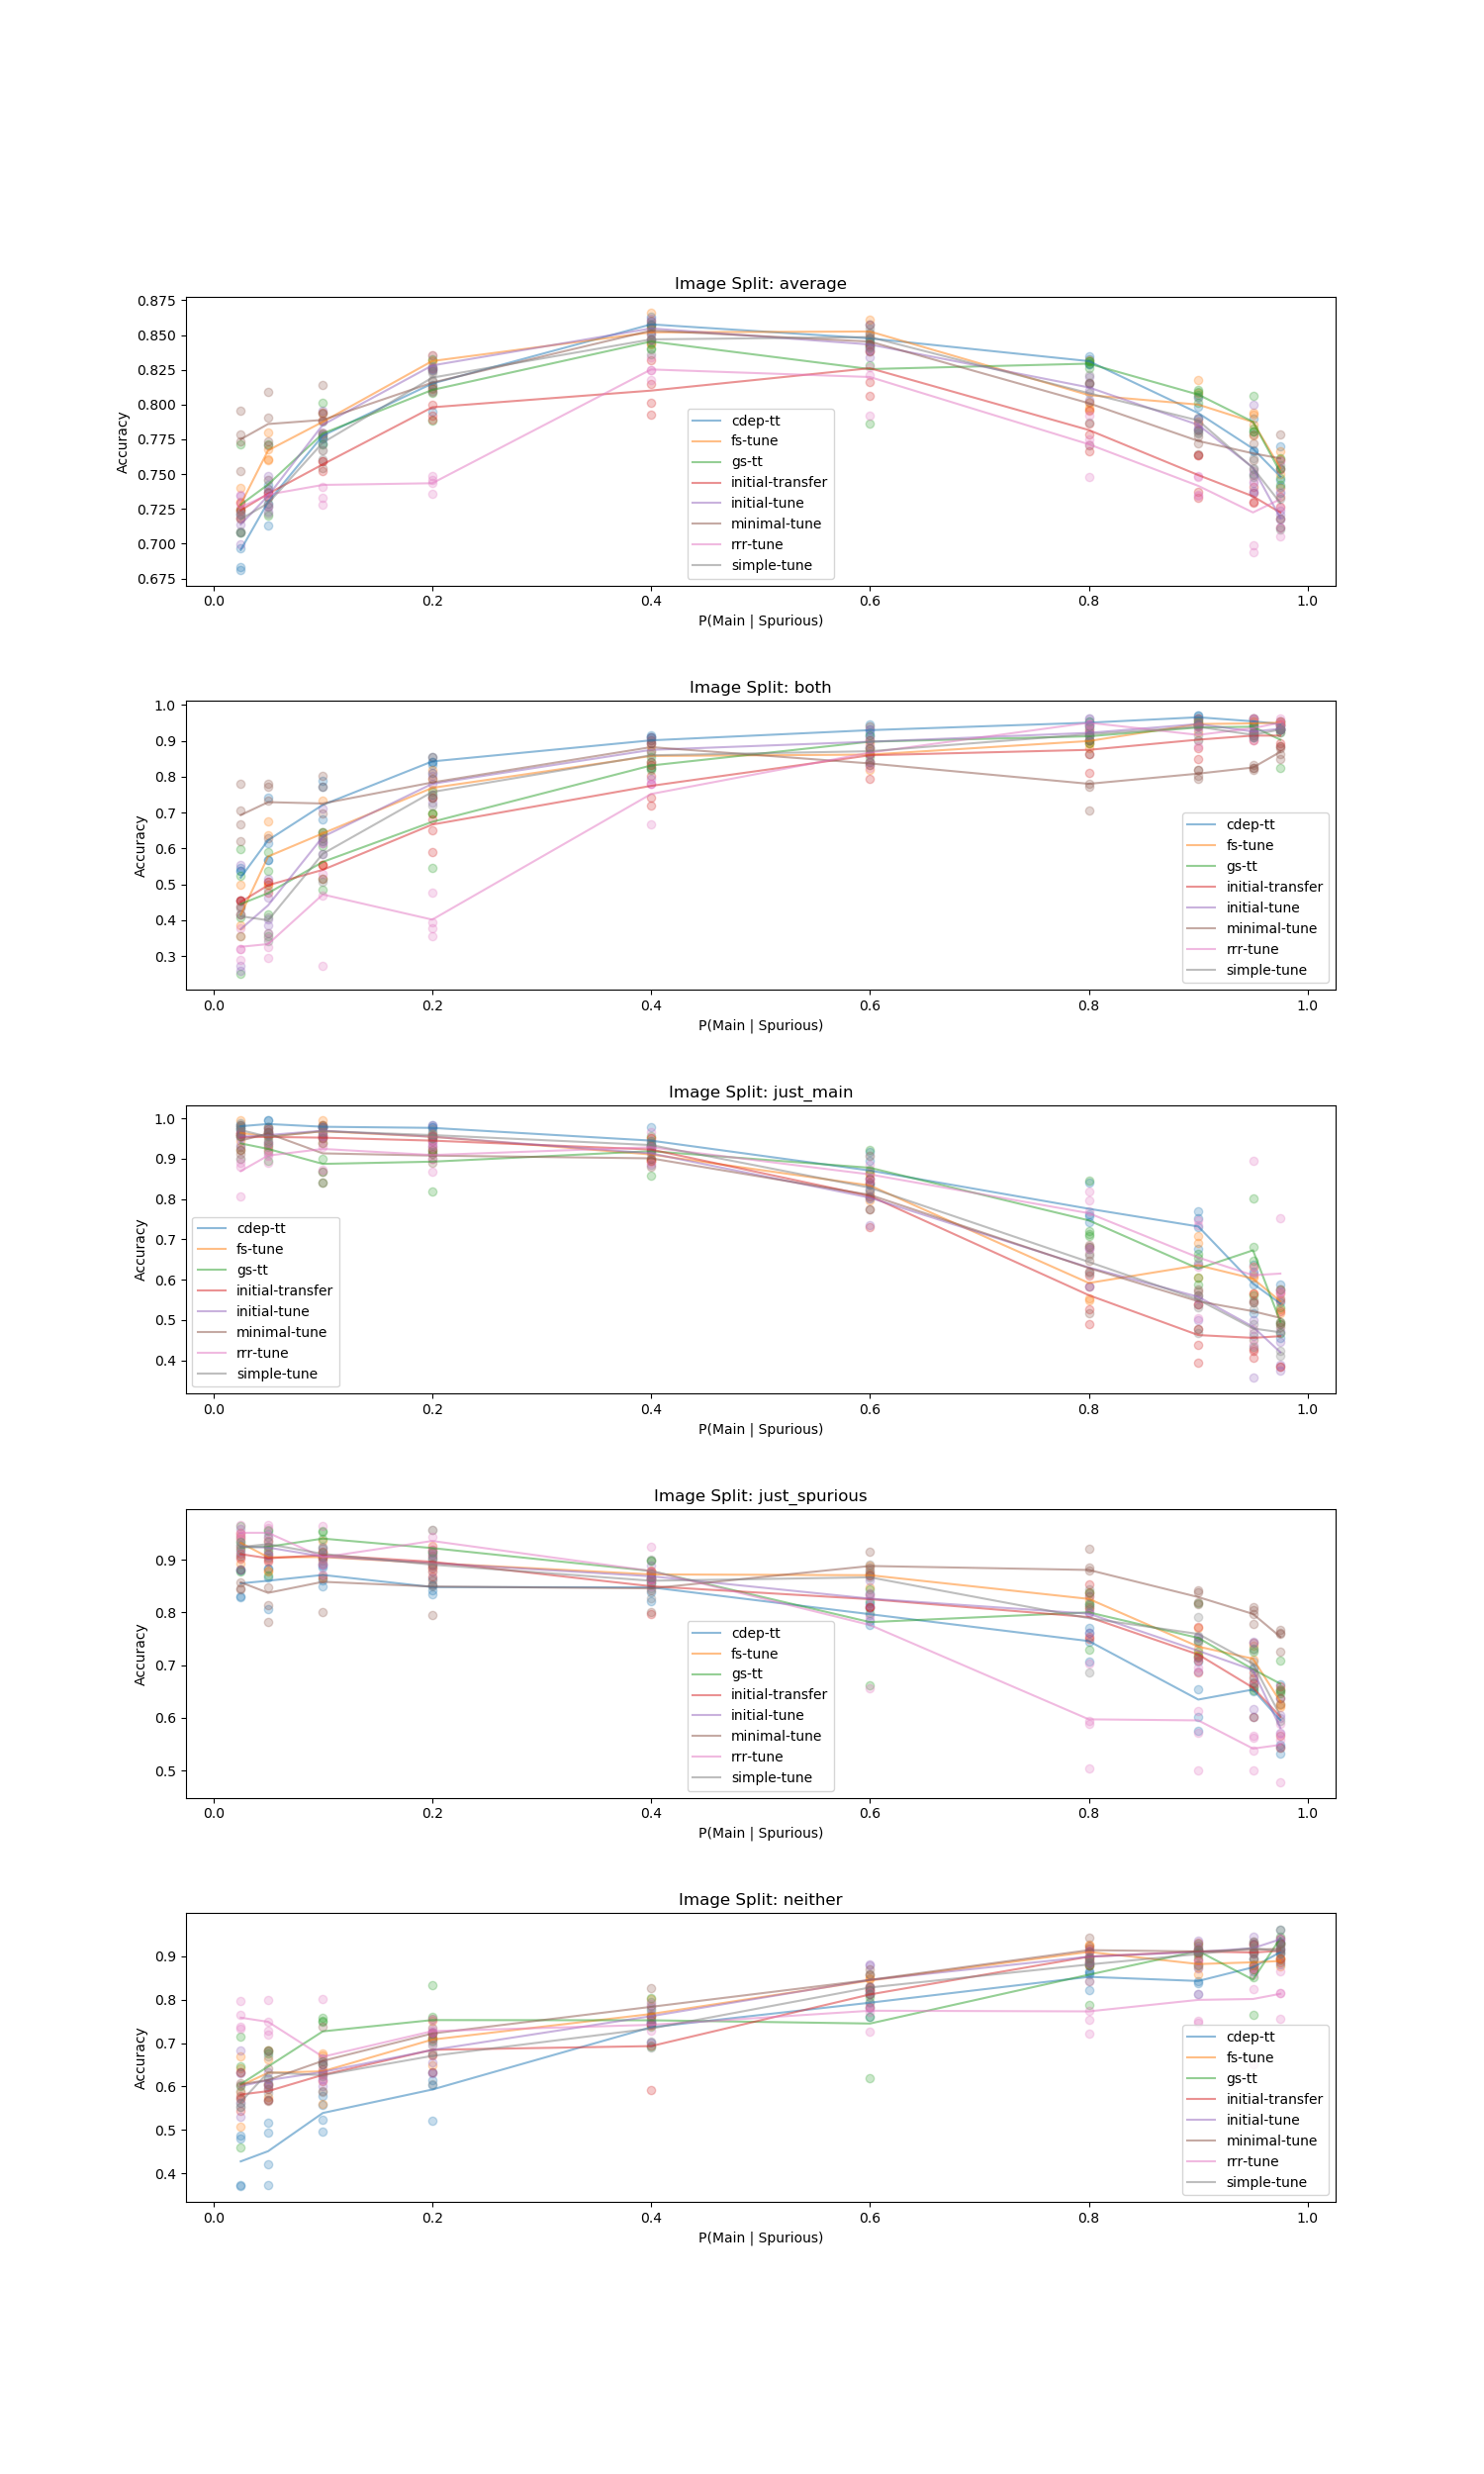 Image Split: average
0.875
0.850
0.825
0.800
0.775
0.750
0.725
0.700
0.675
Accuracy
cdep-tt
fs-tune
gs-tt
initial-transfer
initial-tune
minimal-tune
rrr-tune
simple-tune
0.0 0.2 0.4 0.6 0.8 1.0
P(Main | Spurious)
Image Split: both
1.0
0.9
0.8
0.7
0.6
0.5
0.4
0.3
Accuracy
cdep-tt
fs-tune
gs-tt
initial-transfer
initial-tune
minimal-tune
rrr-tune
simple-tune
0.0 0.2 0.4 0.6 0.8 1.0
P(Main | Spurious)
Image Split: just_main
1.0
0.9
0.8
0.7
0.6
0.5
0.4
Accuracy
cdep-tt
fs-tune
gs-tt
initial-transfer
initial-tune
minimal-tune
rrr-tune
simple-tune
0.0 0.2 0.4 0.6 0.8 1.0
P(Main | Spurious)
Image Split: just_spurious
0.9
0.8
0.7
0.6
0.5
Accuracy
cdep-tt
fs-tune
gs-tt
initial-transfer
initial-tune
minimal-tune
rrr-tune
simple-tune
0.0 0.2 0.4 0.6 0.8 1.0
P(Main | Spurious)
Image Split: neither
0.9
0.8
0.7
0.6
0.5
0.4
Accuracy
cdep-tt
fs-tune
gs-tt
initial-transfer
initial-tune
minimal-tune
rrr-tune
simple-tune
0.0 0.2 0.4 0.6 0.8 1.0
P(Main | Spurious)